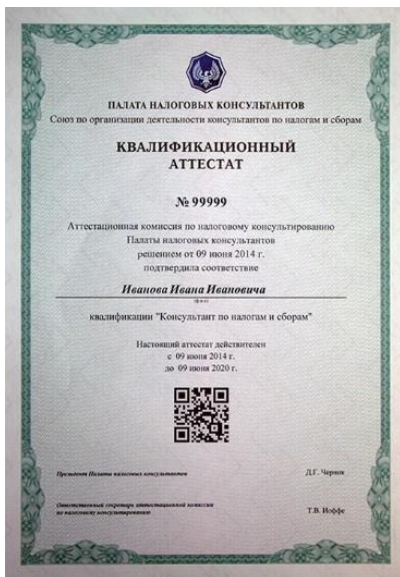 ПАЛАТА НАЛОГОВЫХ КОНСУЛЬТАНТОВ
Союз по организации деятельности консультантов по налогам и сборам
КВАЛИФИКАЦИОННЫЙ
АТТЕСТАТ
№ 99999
Аттестационная комиссия по налоговому консультированию
Палаты налоговых консультантов
решением от 09 июня 2014 г.
подтвердила соответствие
Иванова Ивана Ивановича
(ф.и.о)
квалификации "Консультант по налогам и сборам"
Настоящий аттестат действителен
с 09 июня 2014 г.
до 09 июня 2020 г.
Президент Палаты налоговых консультантов
Д.Г. Черник
Ответственный секретарь аттестационной комиссии
по налоговому консультированию
Т.В. Иоффе